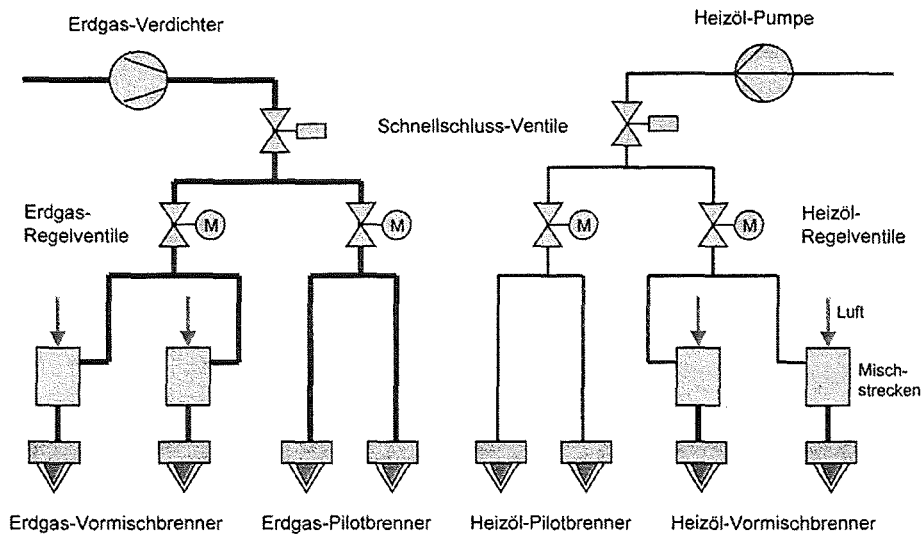 Erdgas-Verdichter
Heizöl-Pumpe
Schnellschluss-Ventile
Erdgas-
Regelventile
M
M
M
M
Heizöl-
Regelventile
Luft
Misch-
strecken
Erdgas-Vormischbrenner
Erdgas-Pilotbrenner
Heizöl-Pilotbrenner
Heizöl-Vormischbrenner